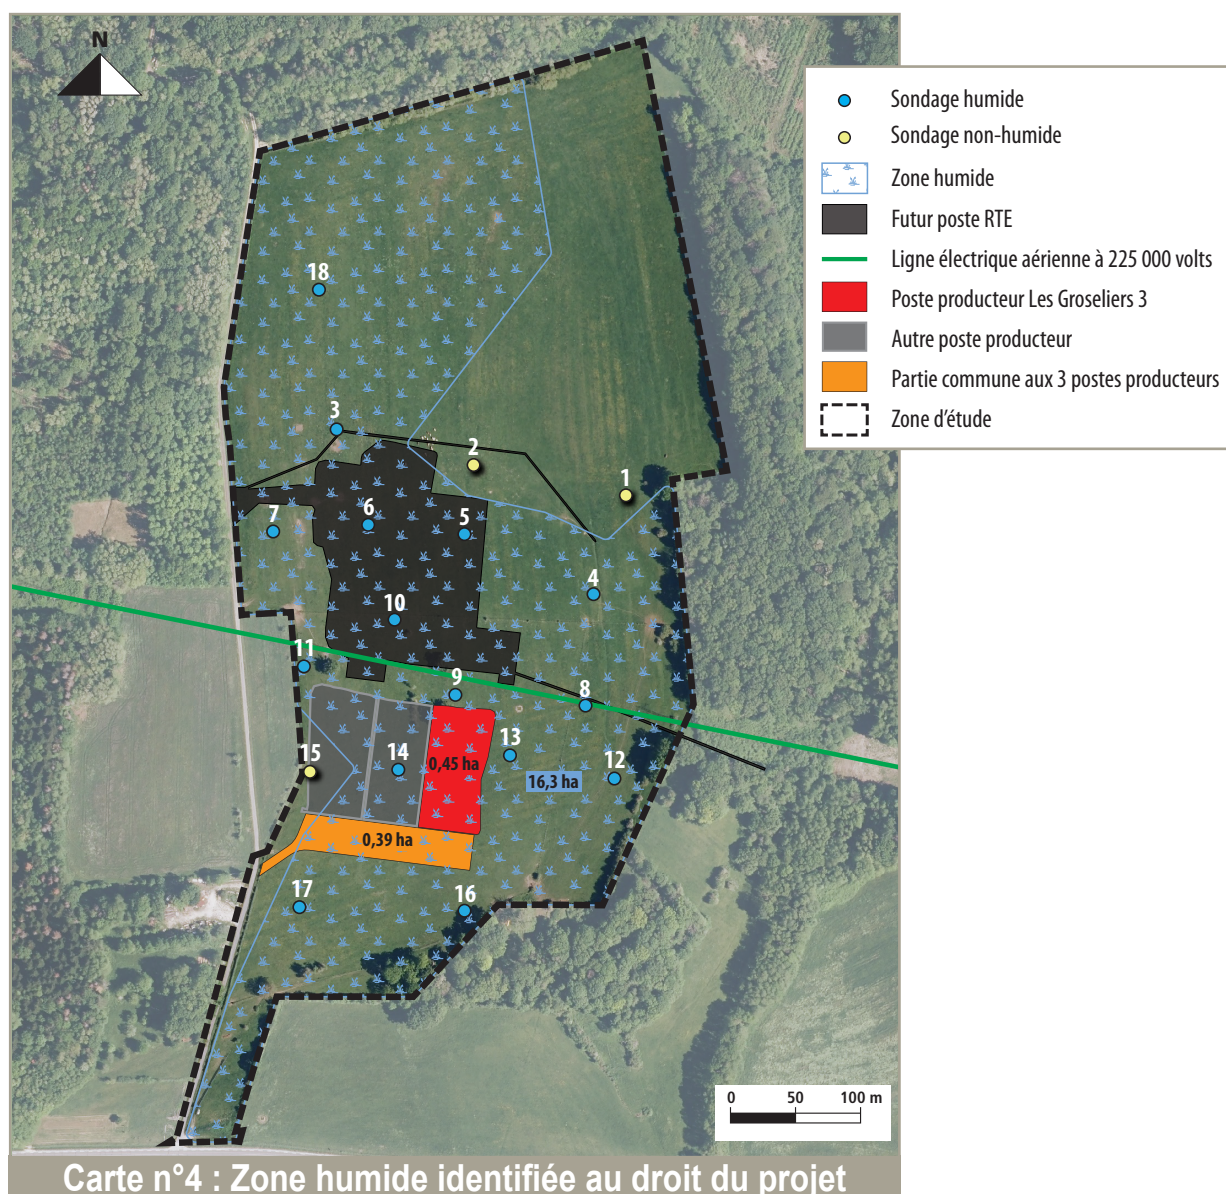 N
Sondage humide
Sondage non-humide
Zone humide
Futur poste RTE
Ligne électrique aérienne à 225 000 volts
Poste producteur Les Groseliers 3
Autre poste producteur
Partie commune aux 3 postes producteurs
Zone d'étude
18
3
2
1
7
6
5
4
10
11
9
8
15
14
0,45 ha
13
16,3 ha
12
0,39 ha
17
16
0 50 100 m
Carte n°4 : Zone humide identifiée au droit du projet